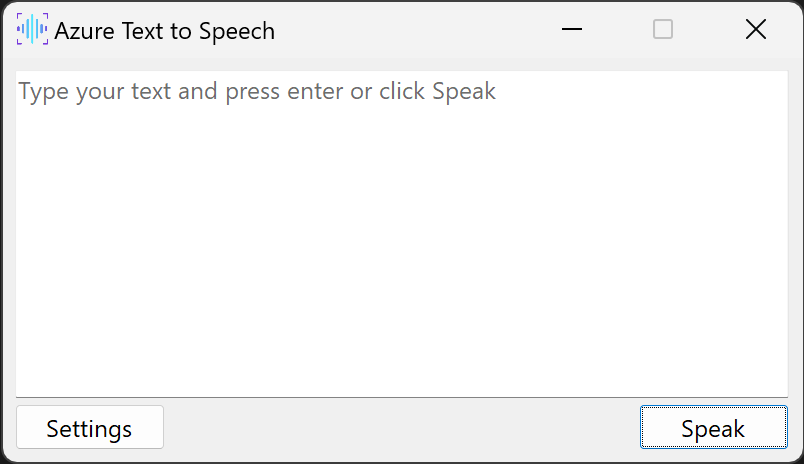 Azure Text to Speech
Type your text and press enter or click Speak
Settings
Speak